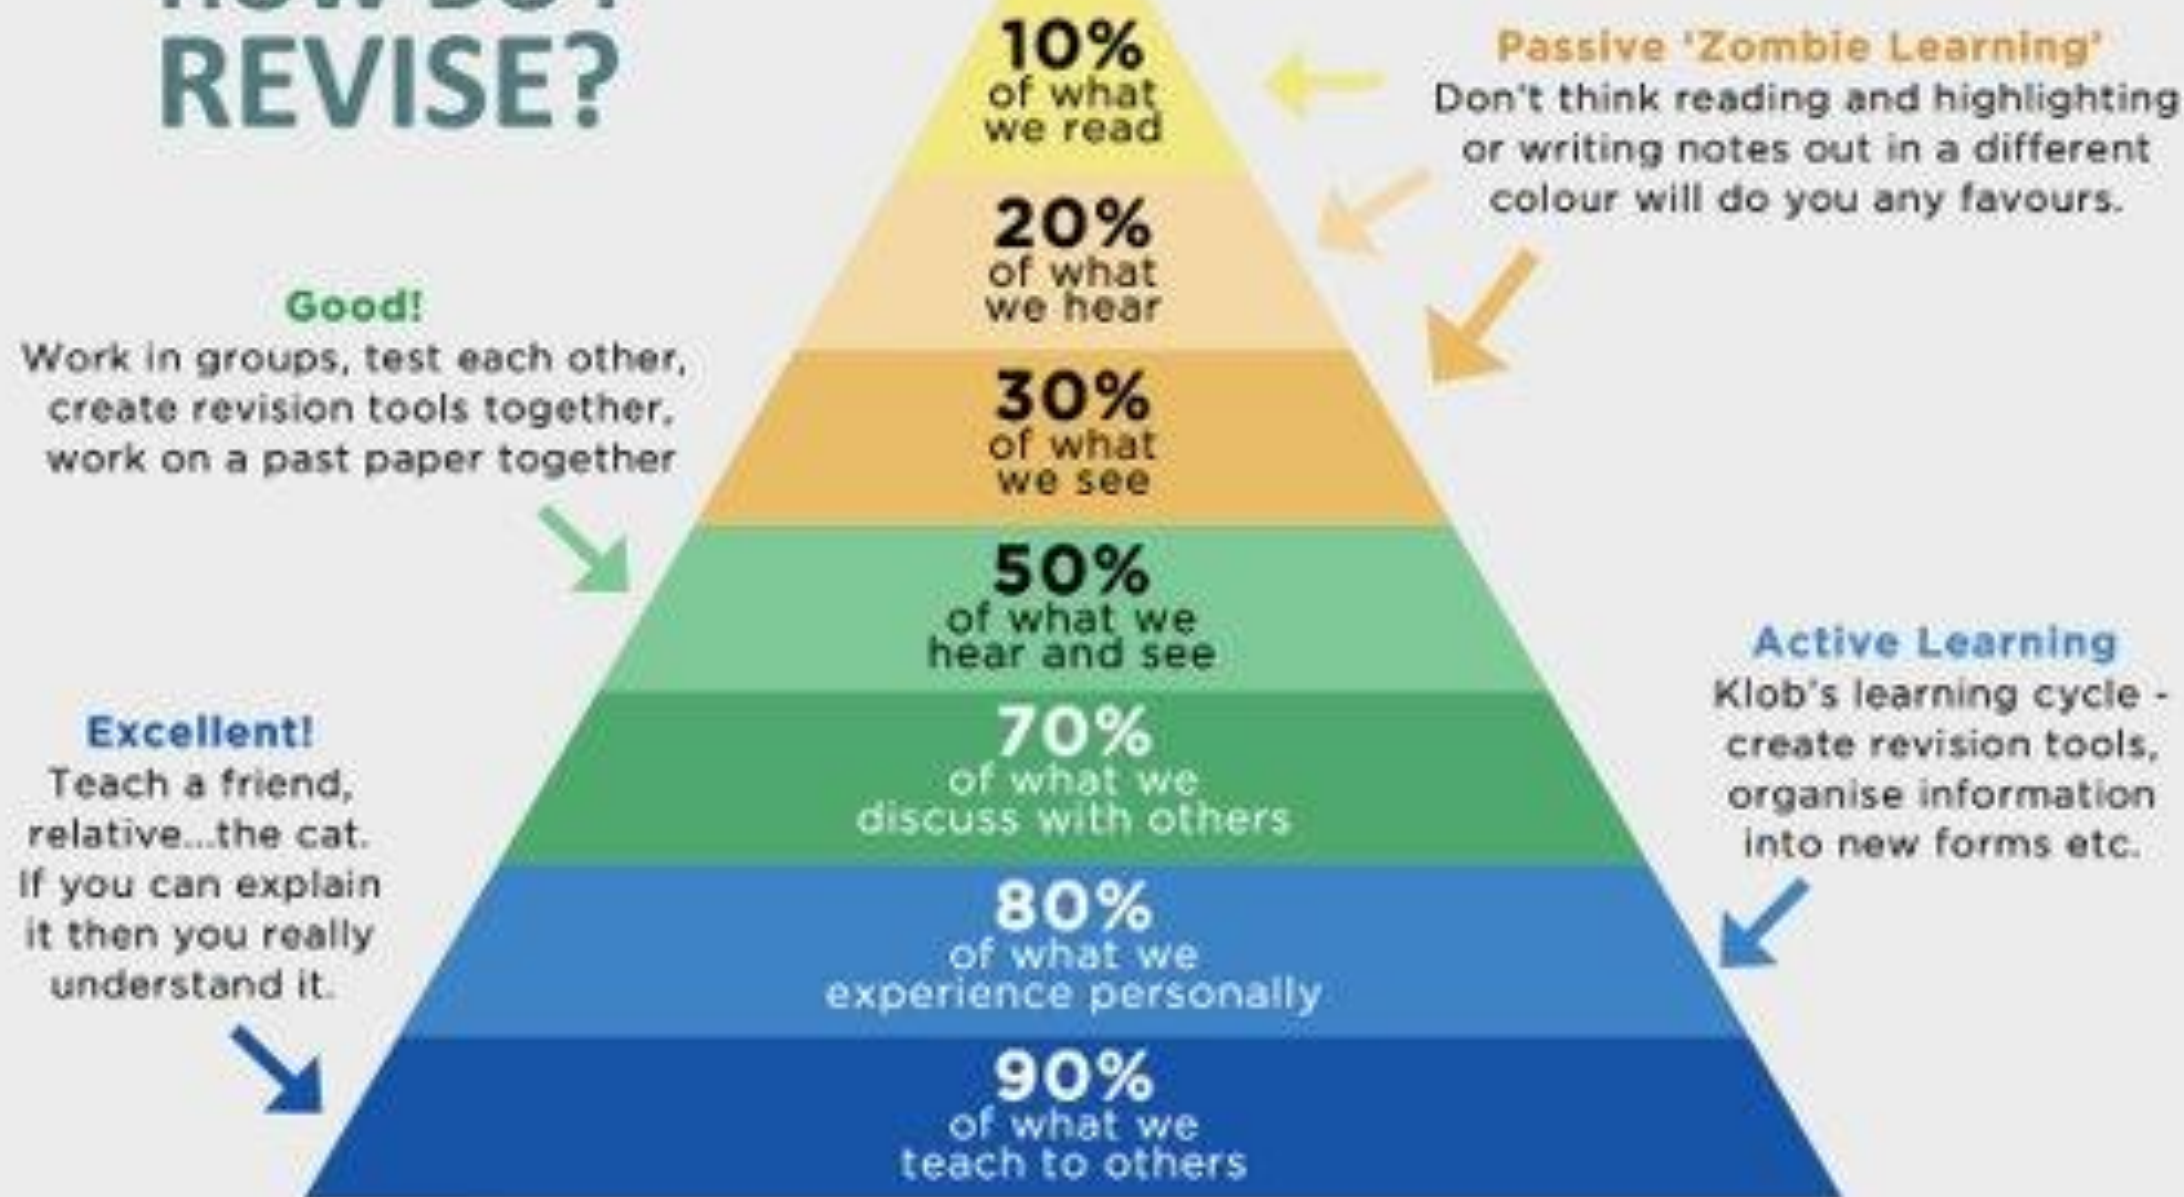 HOW DO I
REVISE?
10%
of what
we read
Passive 'Zombie Learning'
Don't think reading and highlighting
or writing notes out in a different
colour will do you any favours.
20%
of what
we hear
Good!
Work in groups, test each other,
create revision tools together,
work on a past paper together
30%
of what
we see
50%
of what we
hear and see
Active Learning
Klob's learning cycle -
create revision tools,
organise information
into new forms etc.
70%
of what we
discuss with others
Excellent!
Teach a friend,
relative...the cat.
If you can explain
it then you really
understand it.
80%
of what we
experience personally
90%
of what we
teach to others